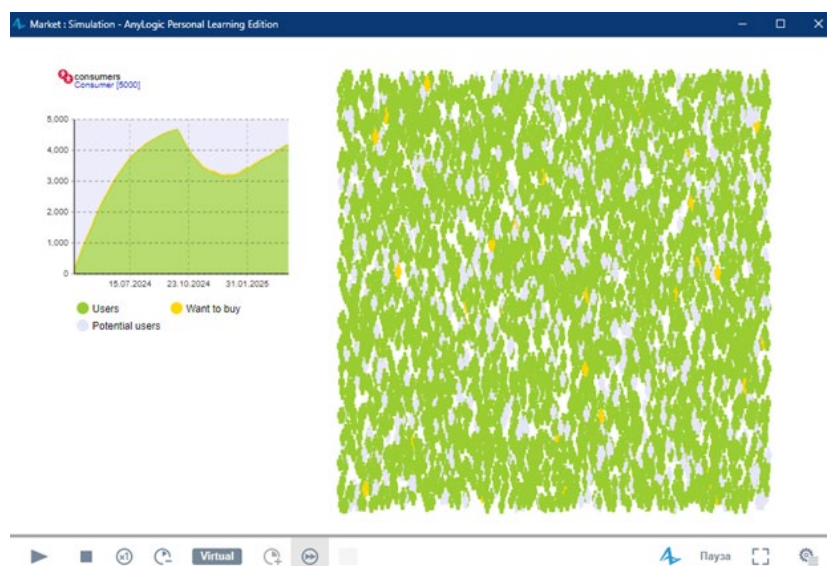 Market : Simulation - AnyLogic Personal Learning Edition
consumers
Consumer [5000]
5,000
4,000
3,000
2,000
1,000
0
15.07.2024 23.10.2024 31.01.2025
Users Want to buy
Potential users
x1 Virtual Пауза